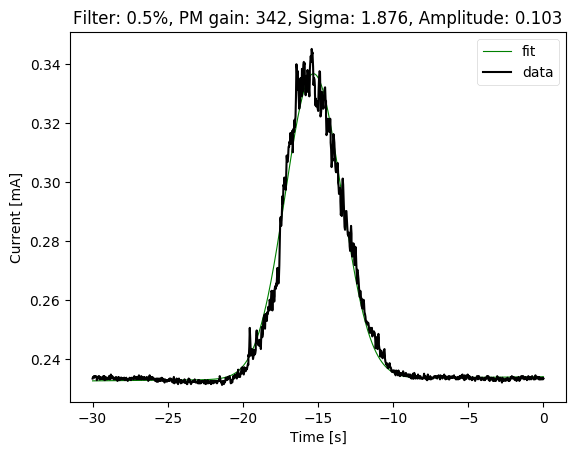 Filter: 0.5%, PM gain: 342, Sigma: 1.876, Amplitude: 0.103
fit
data
0.34
0.32
0.30
0.28
0.26
0.24
Current [mA]
−30
−25
−20
−15
−10
−5
0
Time [s]